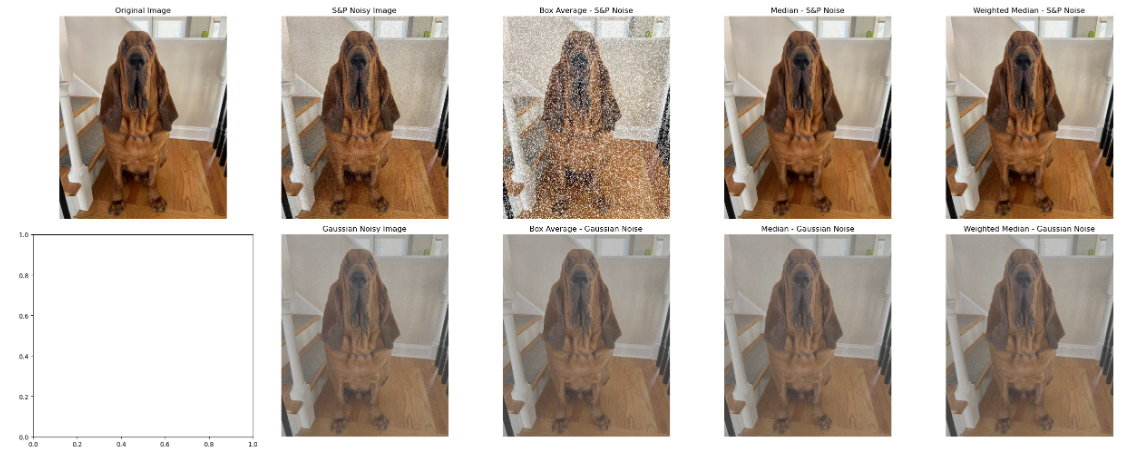 Original Image
S&P Noisy Image
Box Average - S&P Noise
Median - S&P Noise
Weighted Median - S&P Noise
Gaussian Noisy Image
Box Average - Gaussian Noise
Median - Gaussian Noise
Weighted Median - Gaussian Noise
1.0
0.8
0.6
0.4
0.2
0.0
0.0 0.2 0.4 0.6 0.8 1.0